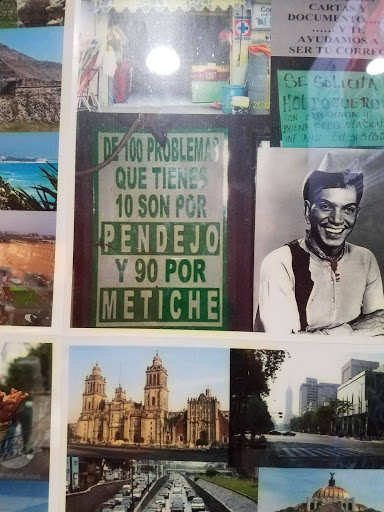 CARTAS Y
DOCUMENTO....
...... Y TE
AYUDAMOS A
SER TU CORREO
SE SOLICITA
DE 100 PROBLEMAS
QUE TIENES
10 SON POR
PENDEJO
Y 90 POR
METICHE